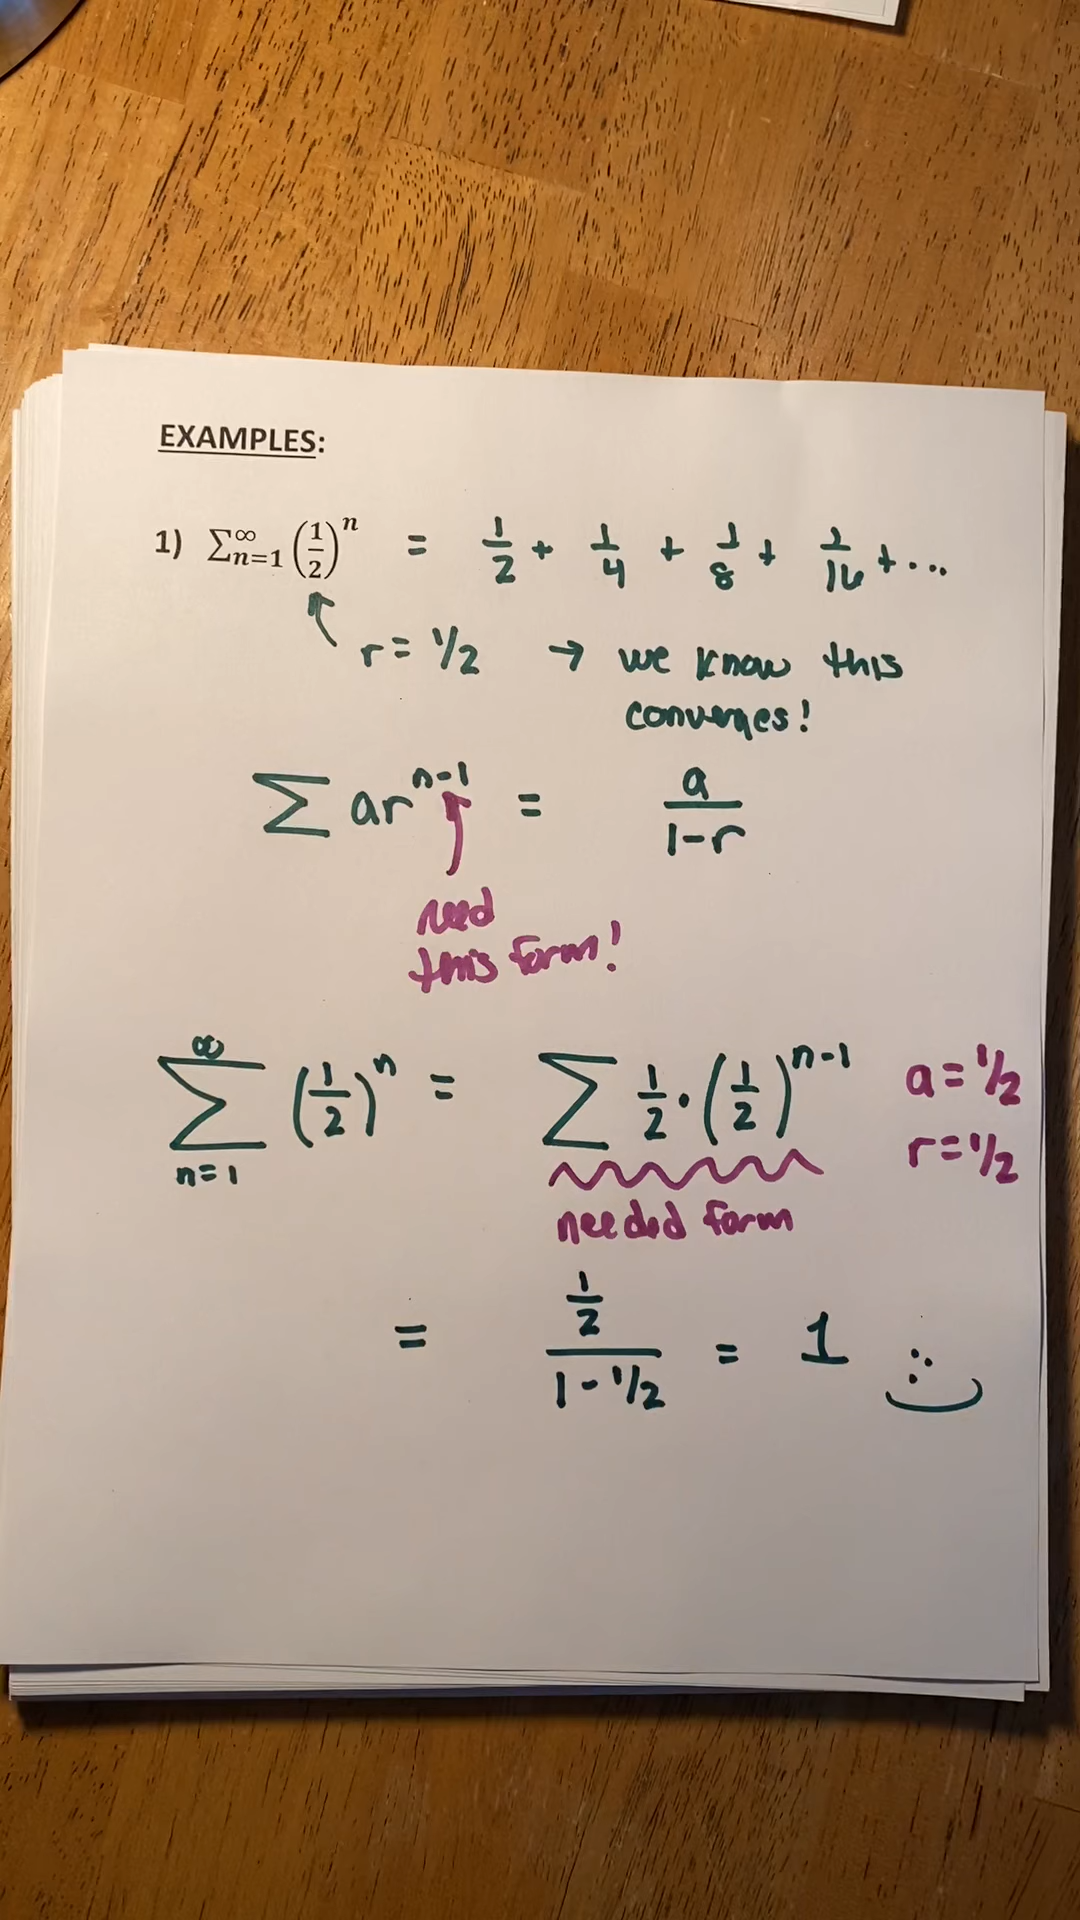 EXAMPLES:
1) ∑_{n=1}^{∞} (1/2)^n = 1/2 + 1/4 + 1/8 + 1/16 + ...
r = 1/2 → we know this
converges!
∑ ar^{n-1} = a/(1-r)
need
this form!
∑_{n=1}^{∞} (1/2)^n = ∑ 1/2 · (1/2)^{n-1} a = 1/2
r = 1/2
needed form
= (1/2)/(1 - 1/2) = 1